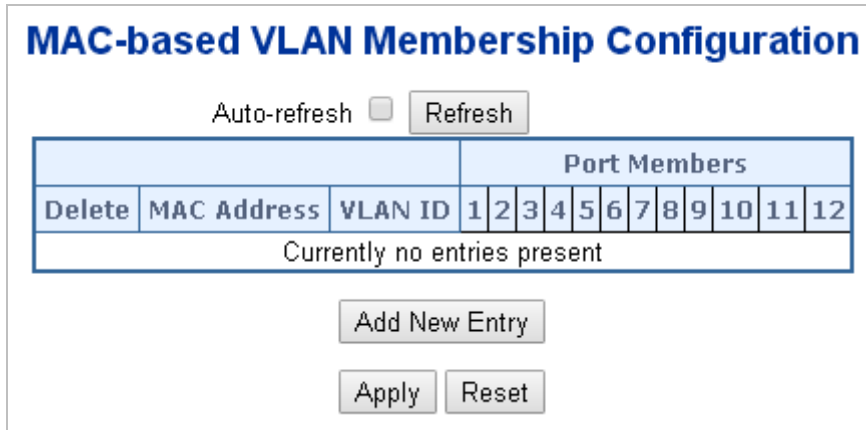 MAC-based VLAN Membership Configuration
Auto-refresh Refresh
Port Members
Delete MAC Address VLAN ID 1 2 3 4 5 6 7 8 9 10 11 12
Currently no entries present
Add New Entry
Apply Reset